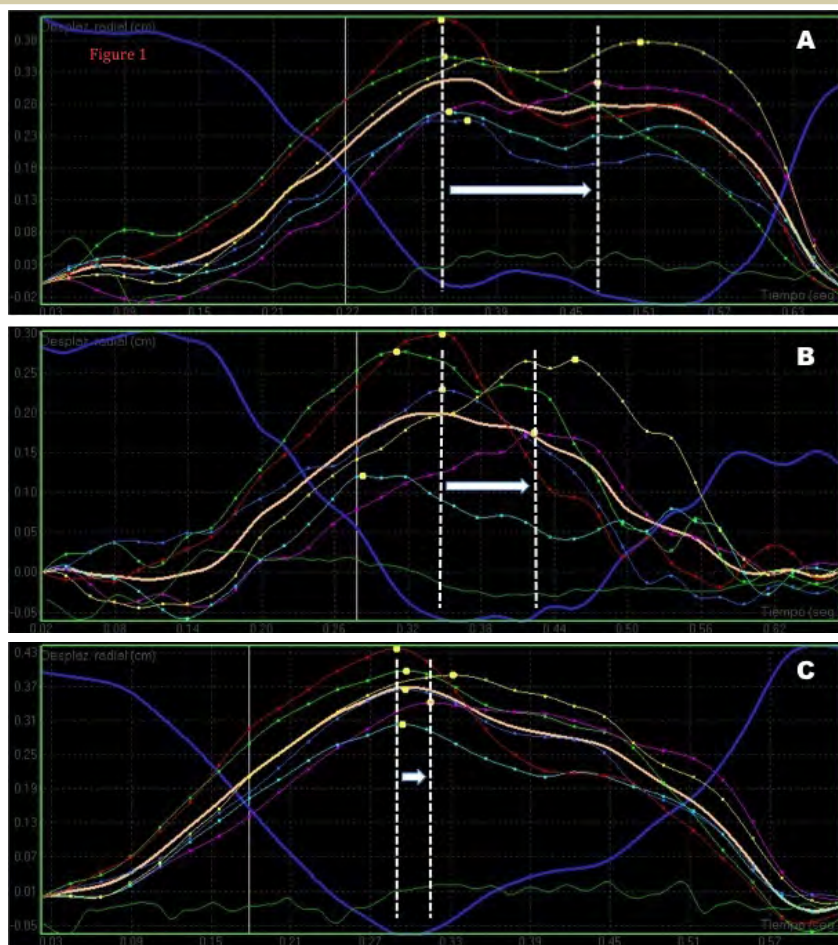 Desplaz. radial (cm)
A
0.38
Figure 1
0.33
0.28
0.23
0.18
0.13
0.08
0.03
-0.02
Tiempo (seg
0.03 0.09 0.15 0.21 0.27 0.33 0.39 0.45 0.51 0.57 0.63
0.30
Desplaz. radial (cm)
B
0.25
0.20
0.15
0.10
0.05
0.00
-0.05
Tiempo (seg
0.02 0.08 0.14 0.20 0.26 0.32 0.38 0.44 0.50 0.56 0.62
0.43
Desplaz. radial (cm)
C
0.37
0.31
0.25
0.19
0.13
0.07
0.01
-0.05
Tiempo (seg
0.03 0.09 0.15 0.21 0.27 0.33 0.39 0.45 0.51 0.57